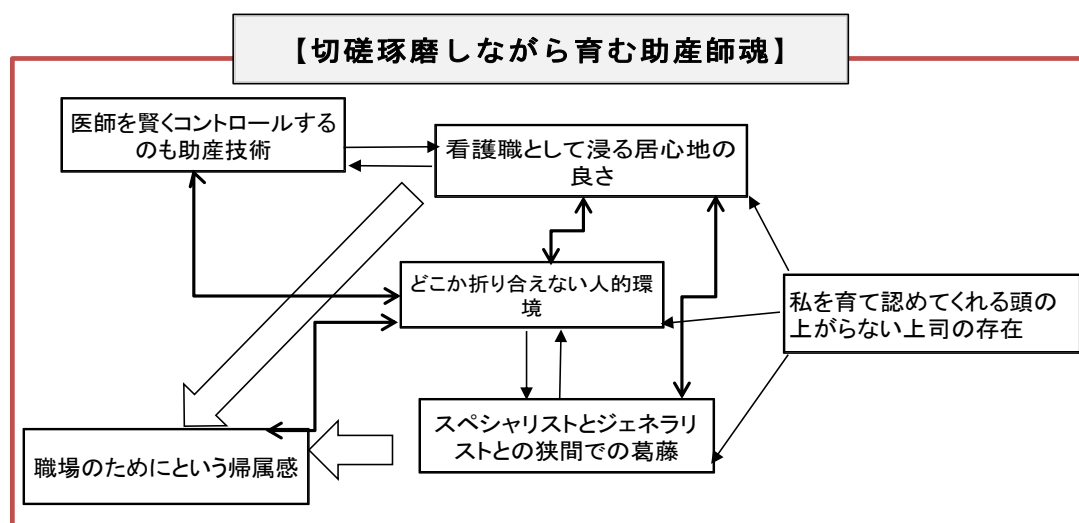 【切磋琢磨しながら育む助産師魂】
医師を賢くコントロールする
のも助産技術
看護職として浸る居心地の
良さ
どこか折り合えない人的環
境
私を育て認めてくれる頭の
上がらない上司の存在
スペシャリストとジェネラリ
ストとの狭間での葛藤
職場のためにという帰属感